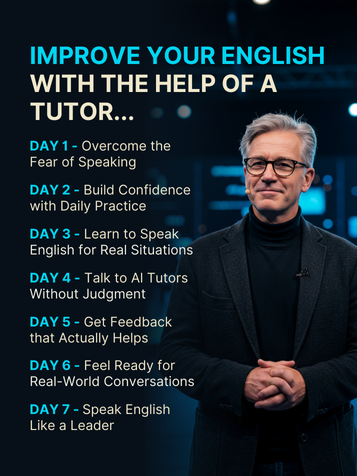 IMPROVE YOUR ENGLISH
WITH THE HELP OF A
TUTOR...
DAY 1 - Overcome the
Fear of Speaking
DAY 2 - Build Confidence
with Daily Practice
DAY 3 - Learn to Speak
English for Real Situations
DAY 4 - Talk to AI Tutors
Without Judgment
DAY 5 - Get Feedback
that Actually Helps
DAY 6 - Feel Ready for
Real-World Conversations
DAY 7 - Speak English
Like a Leader